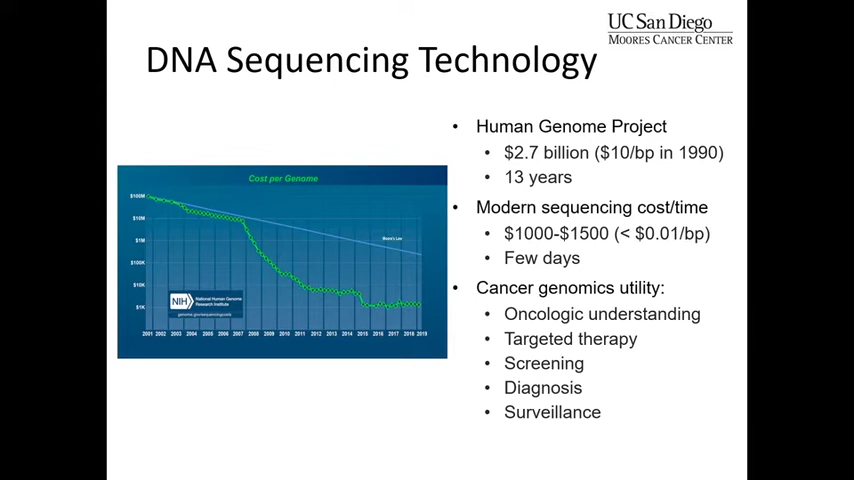 UC San Diego
MOORES CANCER CENTER
DNA Sequencing Technology
Cost per Genome
$100M
$10M
$1M
$100K
$10K
$1K
Moore's Law
NIH
National Human Genome
Research Institute
genome.gov/sequencingcosts
2001 2002 2003 2004 2005 2006 2007 2008 2009 2010 2011 2012 2013 2014 2015 2016 2017 2018 2019
• Human Genome Project
• $2.7 billion ($10/bp in 1990)
• 13 years
• Modern sequencing cost/time
• $1000-$1500 (< $0.01/bp)
• Few days
• Cancer genomics utility:
• Oncologic understanding
• Targeted therapy
• Screening
• Diagnosis
• Surveillance